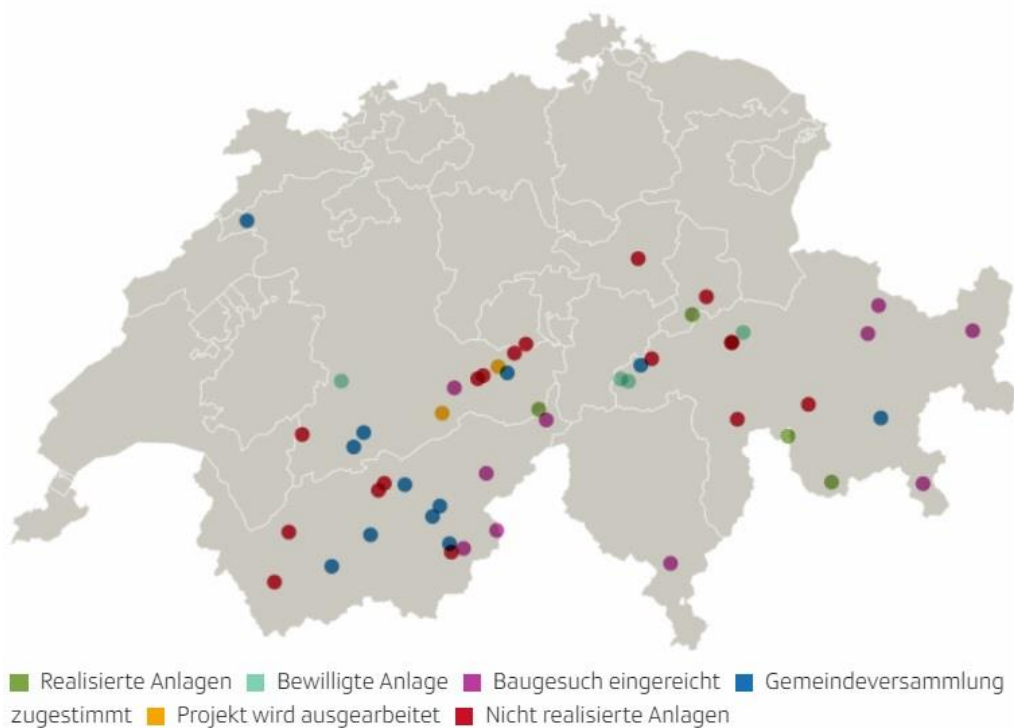 Realisierte Anlagen Bewilligte Anlage Baugesuch eingereicht Gemeindeversammlung
zugestimmt Projekt wird ausgearbeitet Nicht realisierte Anlagen